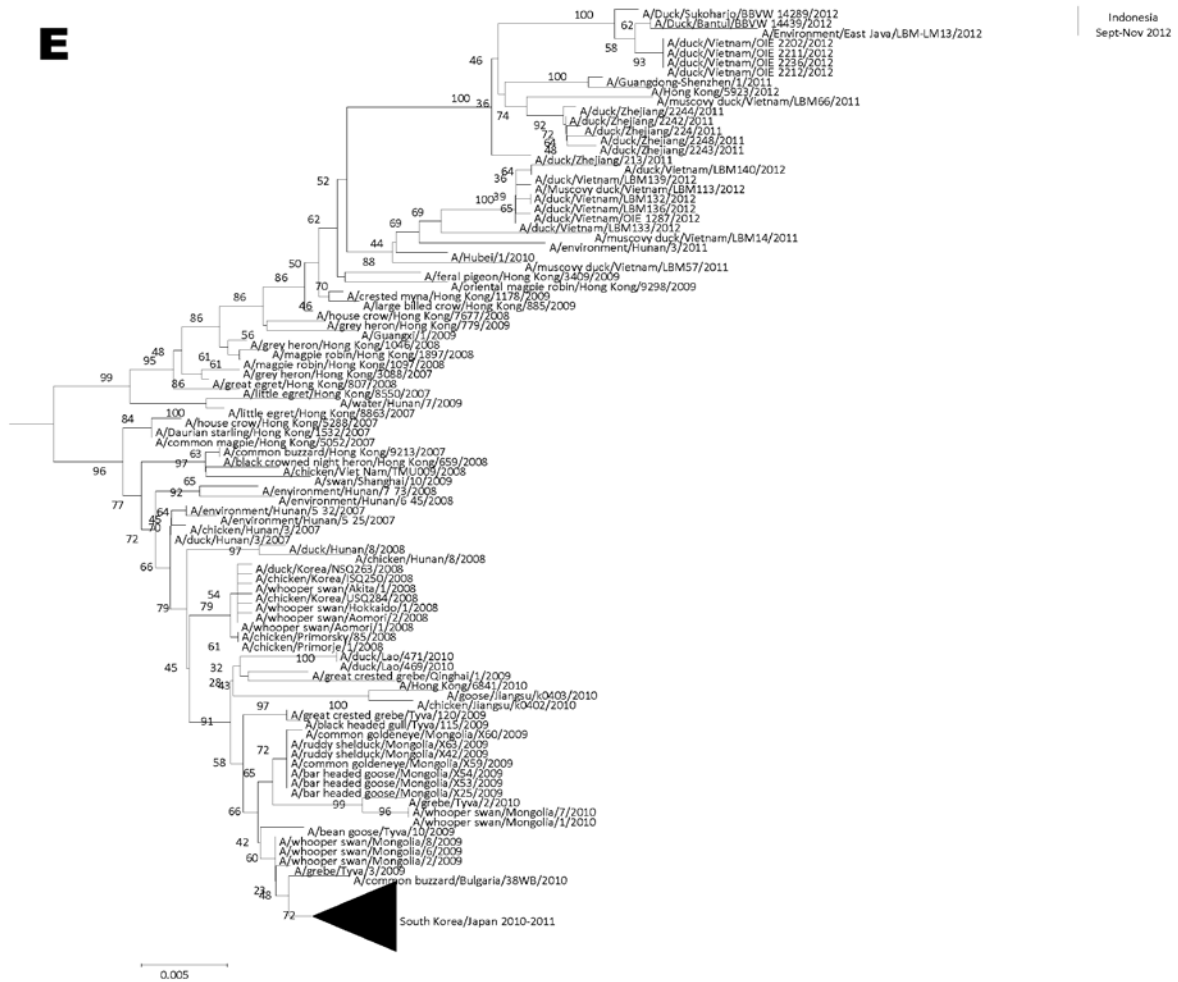 E
Indonesia
Sept-Nov 2012
100
A/Duck/Sukoharjo/BBVW 14289/2012
62
A/Duck/Bantul/BBVW 14439/2012
A/Environment/East Java/LBM-LM13/2012
58
A/duck/Vietnam/OIE 2202/2012
A/duck/Vietnam/OIE 2211/2012
93
A/duck/Vietnam/OIE 2236/2012
A/duck/Vietnam/OIE 2212/2012
46
100
A/Guangdong-Shenzhen/1/2011
A/Hong Kong/5923/2012
100
36
A/muscovy duck/Vietnam/LBM66/2011
74
A/duck/Zhejiang/2244/2011
92
A/duck/Zhejiang/2242/2011
72
A/duck/Zhejiang/224/2011
A/duck/Zhejiang/2248/2011
48
A/duck/Zhejiang/2243/2011
A/duck/Zhejiang/213/2011
64
A/duck/Vietnam/LBM140/2012
36
A/duck/Vietnam/LBM139/2012
A/Muscovy duck/Vietnam/LBM113/2012
100
39
A/duck/Vietnam/LBM132/2012
65
A/duck/Vietnam/LBM136/2012
A/duck/Vietnam/OIE 1287/2012
52
69
A/duck/Vietnam/LBM133/2012
69
A/muscovy duck/Vietnam/LBM14/2011
44
A/environment/Hunan/3/2011
62
88
A/Hubei/1/2010
A/muscovy duck/Vietnam/LBM57/2011
50
A/feral pigeon/Hong Kong/3409/2009
70
A/oriental magpie robin/Hong Kong/9298/2009
86
A/crested myna/Hong Kong/1178/2009
46
A/large billed crow/Hong Kong/885/2009
86
A/house crow/Hong Kong/7677/2008
A/grey heron/Hong Kong/779/2009
86
56
A/Guangxi/1/2009
A/grey heron/Hong Kong/1046/2008
48
61
A/magpie robin/Hong Kong/1897/2008
95
61
A/magpie robin/Hong Kong/1097/2008
A/grey heron/Hong Kong/3088/2007
99
86
A/great egret/Hong Kong/807/2008
A/little egret/Hong Kong/8550/2007
A/water/Hunan/7/2009
A/little egret/Hong Kong/8863/2007
84
100
A/house crow/Hong Kong/5288/2007
A/Daurian starling/Hong Kong/1532/2007
A/common magpie/Hong Kong/5052/2007
63
A/common buzzard/Hong Kong/9213/2007
96
97
A/black crowned night heron/Hong Kong/659/2008
A/chicken/Viet Nam/TMU009/2008
65
A/swan/Shanghai/10/2009
77
92
A/environment/Hunan/7 73/2008
A/environment/Hunan/6 45/2008
64
A/environment/Hunan/5 32/2007
45
A/environment/Hunan/5 25/2007
70
A/chicken/Hunan/3/2007
72
A/duck/Hunan/3/2007
97
A/duck/Hunan/8/2008
66
A/chicken/Hunan/8/2008
A/duck/Korea/NSQ263/2008
A/chicken/Korea/ISQ250/2008
54
A/whooper swan/Akita/1/2008
A/chicken/Korea/USQ284/2008
79
79
A/whooper swan/Hokkaido/1/2008
A/whooper swan/Aomori/2/2008
A/whooper swan/Aomori/1/2008
A/chicken/Primorsky/85/2008
61
A/chicken/Primorje/1/2008
100
A/duck/Lao/471/2010
45
32
A/duck/Lao/469/2010
A/great crested grebe/Qinghai/1/2009
28
43
A/Hong Kong/6841/2010
A/goose/Jiangsu/k0403/2010
97
100
A/chicken/Jiangsu/k0402/2010
91
A/great crested grebe/Tyva/120/2009
A/black headed gull/Tyva/115/2009
A/common goldeneye/Mongolia/X60/2009
72
A/ruddy shelduck/Mongolia/X63/2009
A/ruddy shelduck/Mongolia/X42/2009
58
A/common goldeneye/Mongolia/X59/2009
65
A/bar headed goose/Mongolia/X54/2009
A/bar headed goose/Mongolia/X53/2009
A/bar headed goose/Mongolia/X25/2009
99
A/grebe/Tyva/2/2010
66
96
A/whooper swan/Mongolia/7/2010
A/whooper swan/Mongolia/1/2010
A/bean goose/Tyva/10/2009
42
A/whooper swan/Mongolia/8/2009
A/whooper swan/Mongolia/6/2009
60
A/whooper swan/Mongolia/2/2009
A/grebe/Tyva/3/2009
A/common buzzard/Bulgaria/38WB/2010
23
48
72
South Korea/Japan 2010-2011
0.005